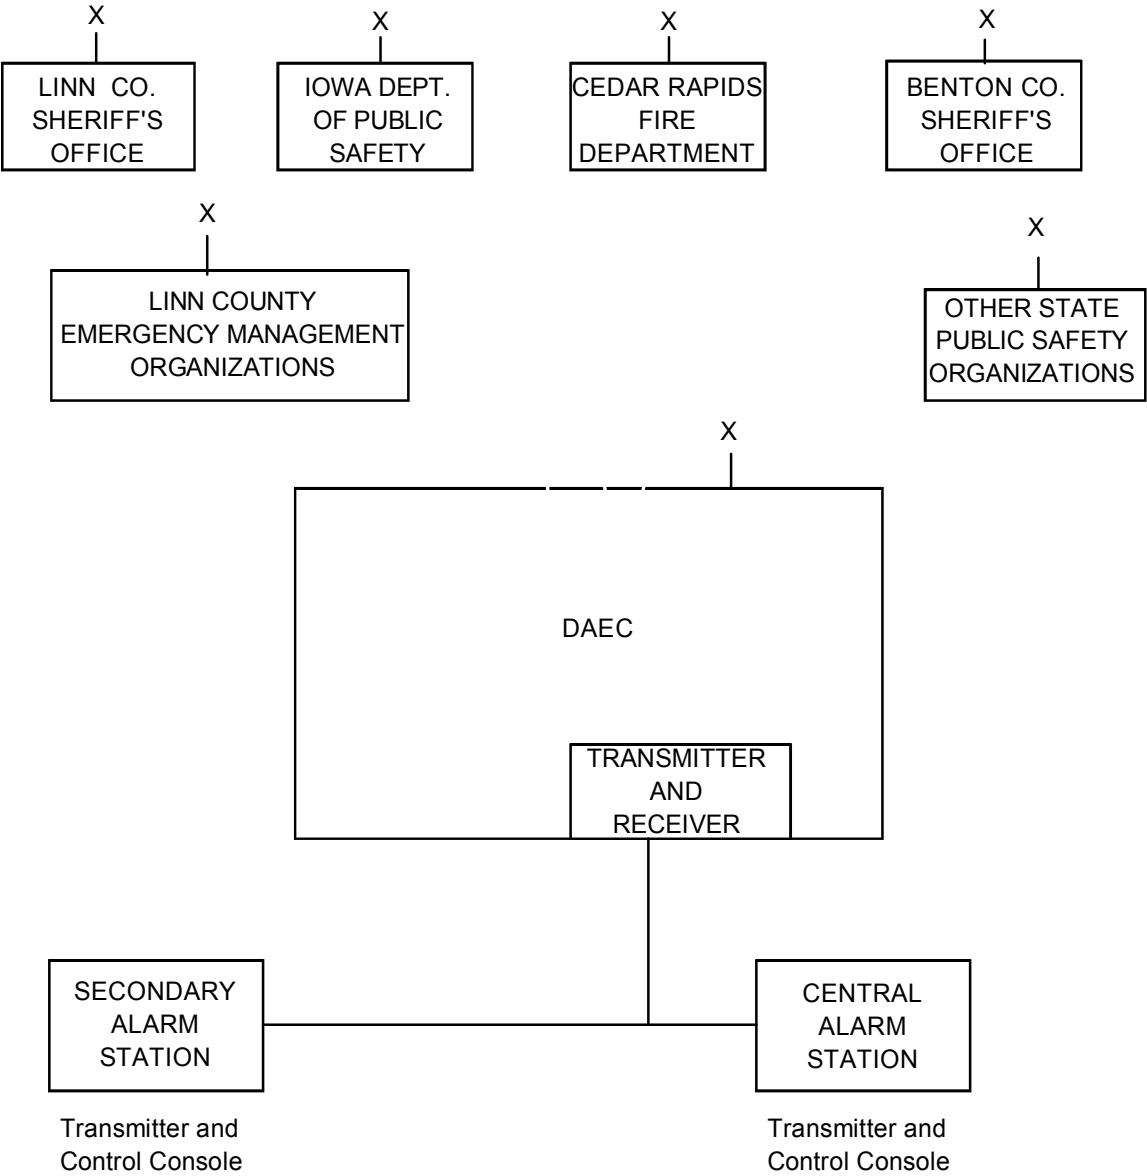 X
LINN CO.
SHERIFF'S
OFFICE
X
IOWA DEPT.
OF PUBLIC
SAFETY
X
CEDAR RAPIDS
FIRE
DEPARTMENT
X
BENTON CO.
SHERIFF'S
OFFICE
X
LINN COUNTY
EMERGENCY MANAGEMENT
ORGANIZATIONS
X
OTHER STATE
PUBLIC SAFETY
ORGANIZATIONS
X
DAEC
TRANSMITTER
AND
RECEIVER
SECONDARY
ALARM
STATION
Transmitter and
Control Console
CENTRAL
ALARM
STATION
Transmitter and
Control Console